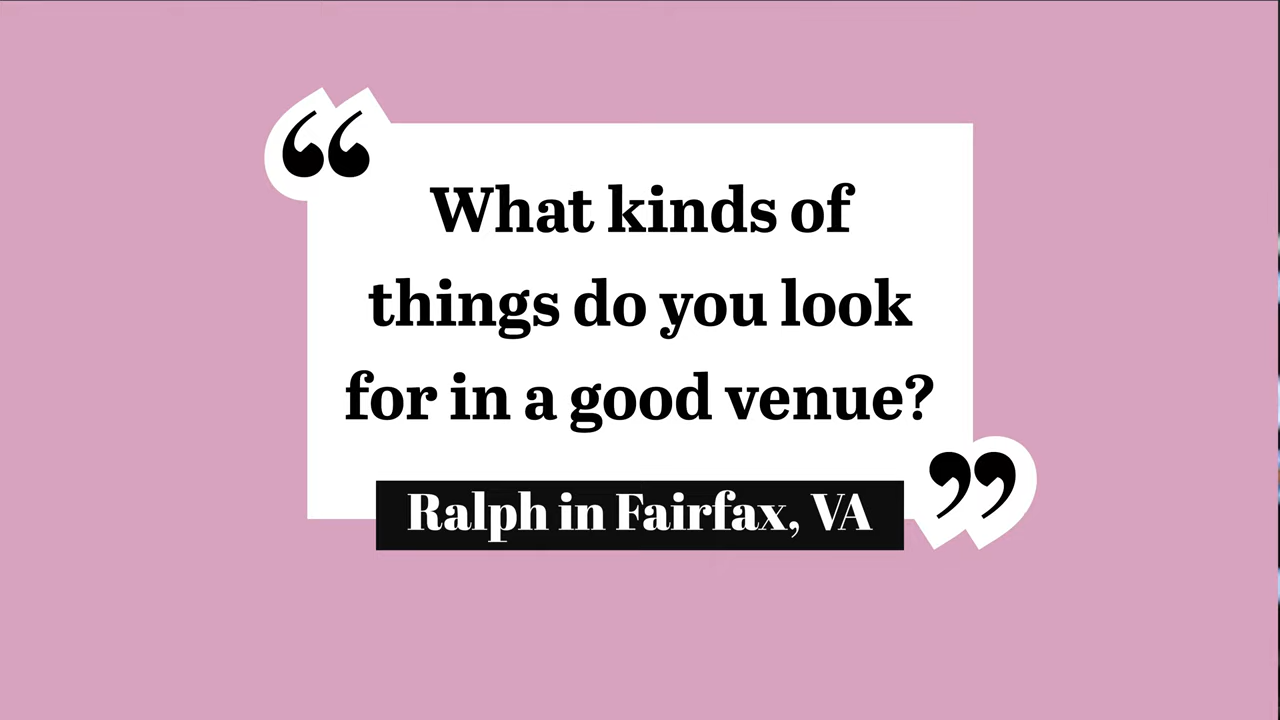 “
What kinds of
things do you look
for in a good venue?
”
Ralph in Fairfax, VA